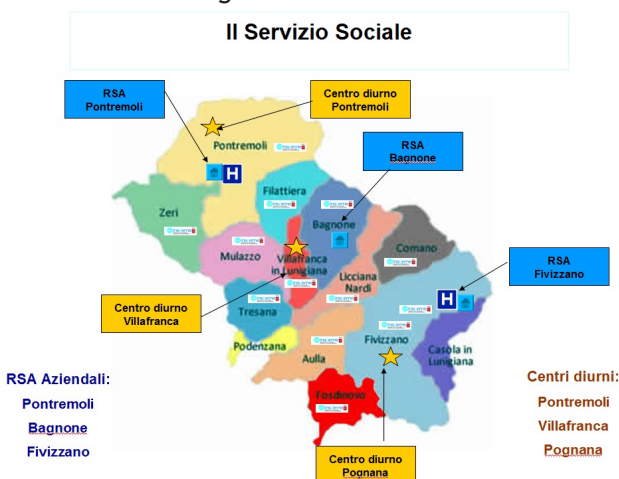 Il Servizio Sociale
RSA
Pontremoli
Centro diurno
Pontremoli
Pontremoli
H
RSA
Bagnone
Filattiera
Zeri
Bagnone
Mulazzo
Villafranca
in Lunigiana
Comano
Licciana
Nardi
RSA
Fivizzano
H
Centro diurno
Villafranca
Tresana
Podenzana
Fivizzano
Aulla
Casola in
Lunigiana
Fosdinovo
RSA Aziendali:
Pontremoli
Bagnone
Fivizzano
Centri diurni:
Pontremoli
Villafranca
Pognana
Centro diurno
Pognana